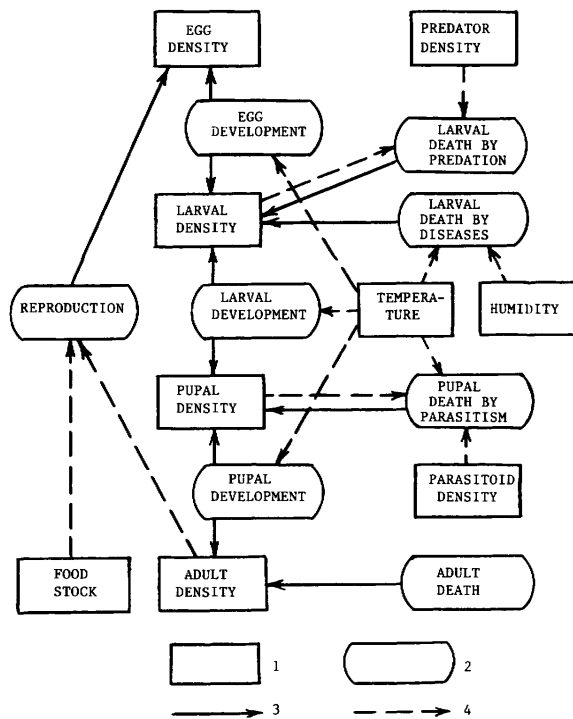 EGG
DENSITY
PREDATOR
DENSITY
EGG
DEVELOPMENT
LARVAL
DEATH BY
PREDATION
LARVAL
DENSITY
LARVAL
DEATH BY
DISEASES
REPRODUCTION
LARVAL
DEVELOPMENT
TEMPERA-
TURE
HUMIDITY
PUPAL
DENSITY
PUPAL
DEATH BY
PARASITISM
PUPAL
DEVELOPMENT
PARASITOID
DENSITY
FOOD
STOCK
ADULT
DENSITY
ADULT
DEATH
1
2
3
4